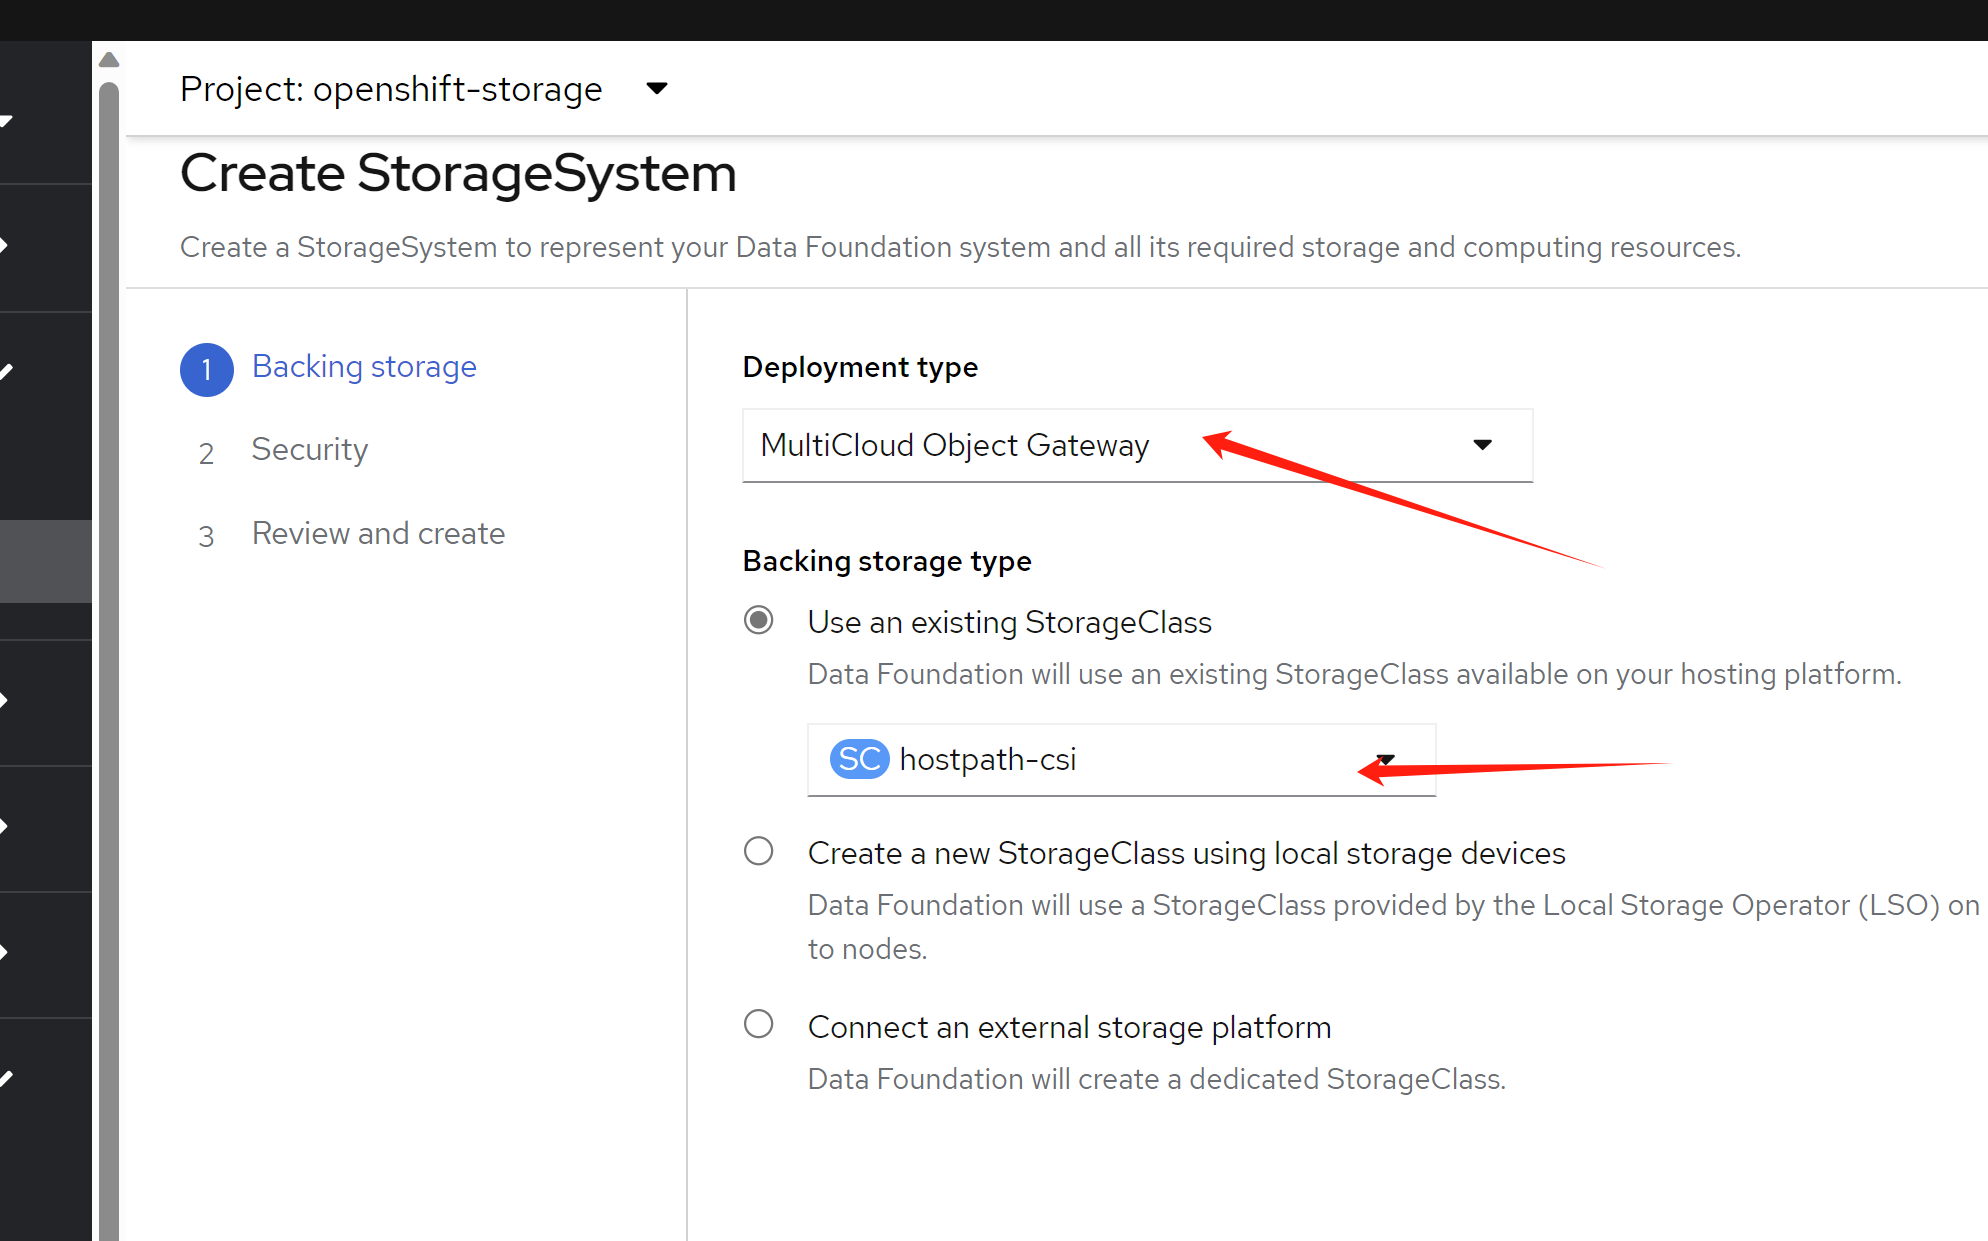 Project: openshift-storage
Create StorageSystem
Create a StorageSystem to represent your Data Foundation system and all its required storage and computing resources.
1 Backing storage
2 Security
3 Review and create
Deployment type
MultiCloud Object Gateway
Backing storage type
Use an existing StorageClass
Data Foundation will use an existing StorageClass available on your hosting platform.
SC hostpath-csi
Create a new StorageClass using local storage devices
Data Foundation will use a StorageClass provided by the Local Storage Operator (LSO) on
to nodes.
Connect an external storage platform
Data Foundation will create a dedicated StorageClass.